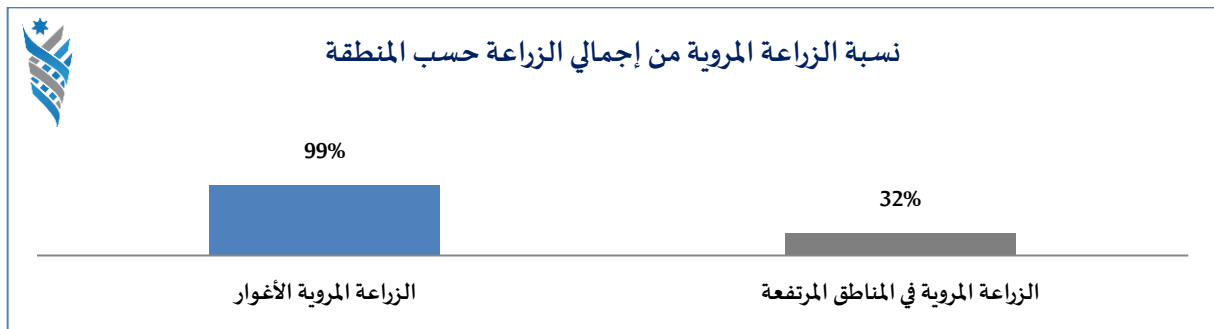 نسبة الزراعة المروية من إجمالي الزراعة حسب المنطقة
99%
32%
الزراعة المروية الأغوار
الزراعة المروية في المناطق المرتفعة